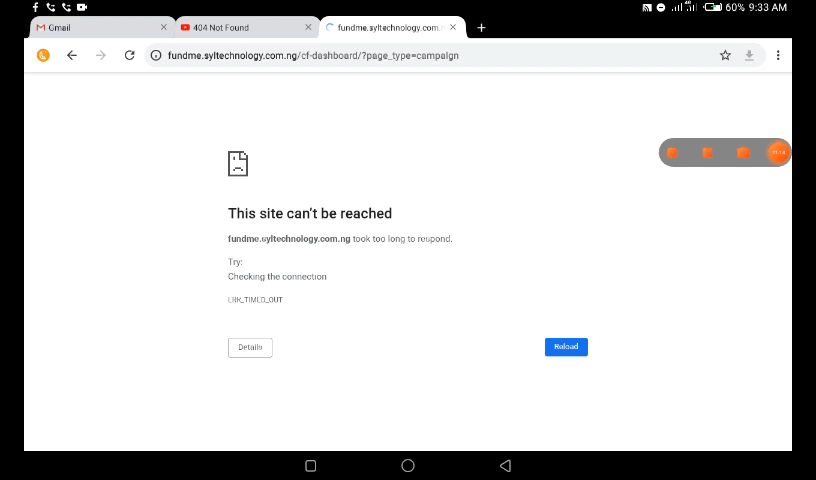 60% 9:33 AM
Gmail
404 Not Found
fundme.syltechnology.com.
fundme.syltechnology.com.ng/cf-dashboard/?page_type=campaign
This site can't be reached
fundme.syltechnology.com.ng took too long to respond.
Try:
Checking the connection
ERR_TIMED_OUT
Details
Reload